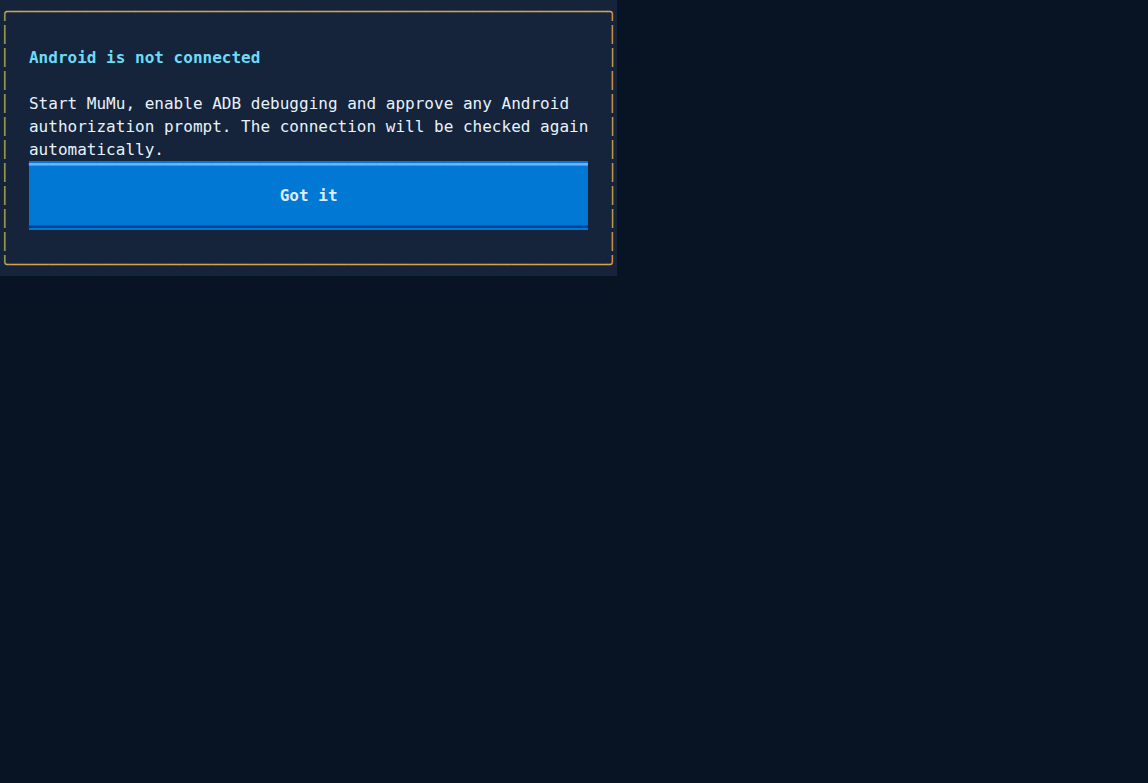 Android is not connected
Start MuMu, enable ADB debugging and approve any Android
authorization prompt. The connection will be checked again
automatically.
Got it